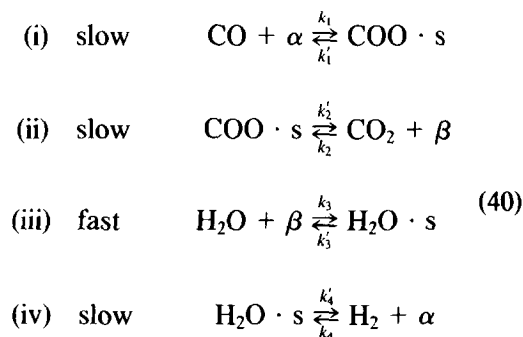 (i) slow CO + α ⇌ COO · s k₁ k₁′
(ii) slow COO · s ⇌ CO₂ + β k₂′ k₂
(iii) fast H₂O + β ⇌ H₂O · s k₃ k₃′
(40)
(iv) slow H₂O · s ⇌ H₂ + α k₄′ k₄